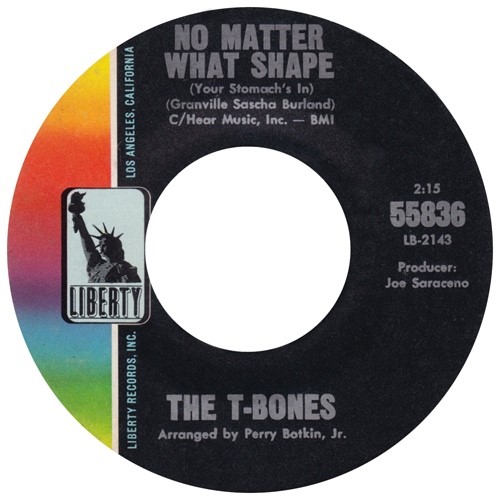 NO MATTER
WHAT SHAPE
(Your Stomach's In)
(Granville Sascha Burland)
C/Hear Music, Inc. — BMI
LOS ANGELES, CALIFORNIA
2:15
55836
LB-2143
Producer:
Joe Saraceno
LIBERTY
LIBERTY RECORDS, INC.
THE T-BONES
Arranged by Perry Botkin, Jr.